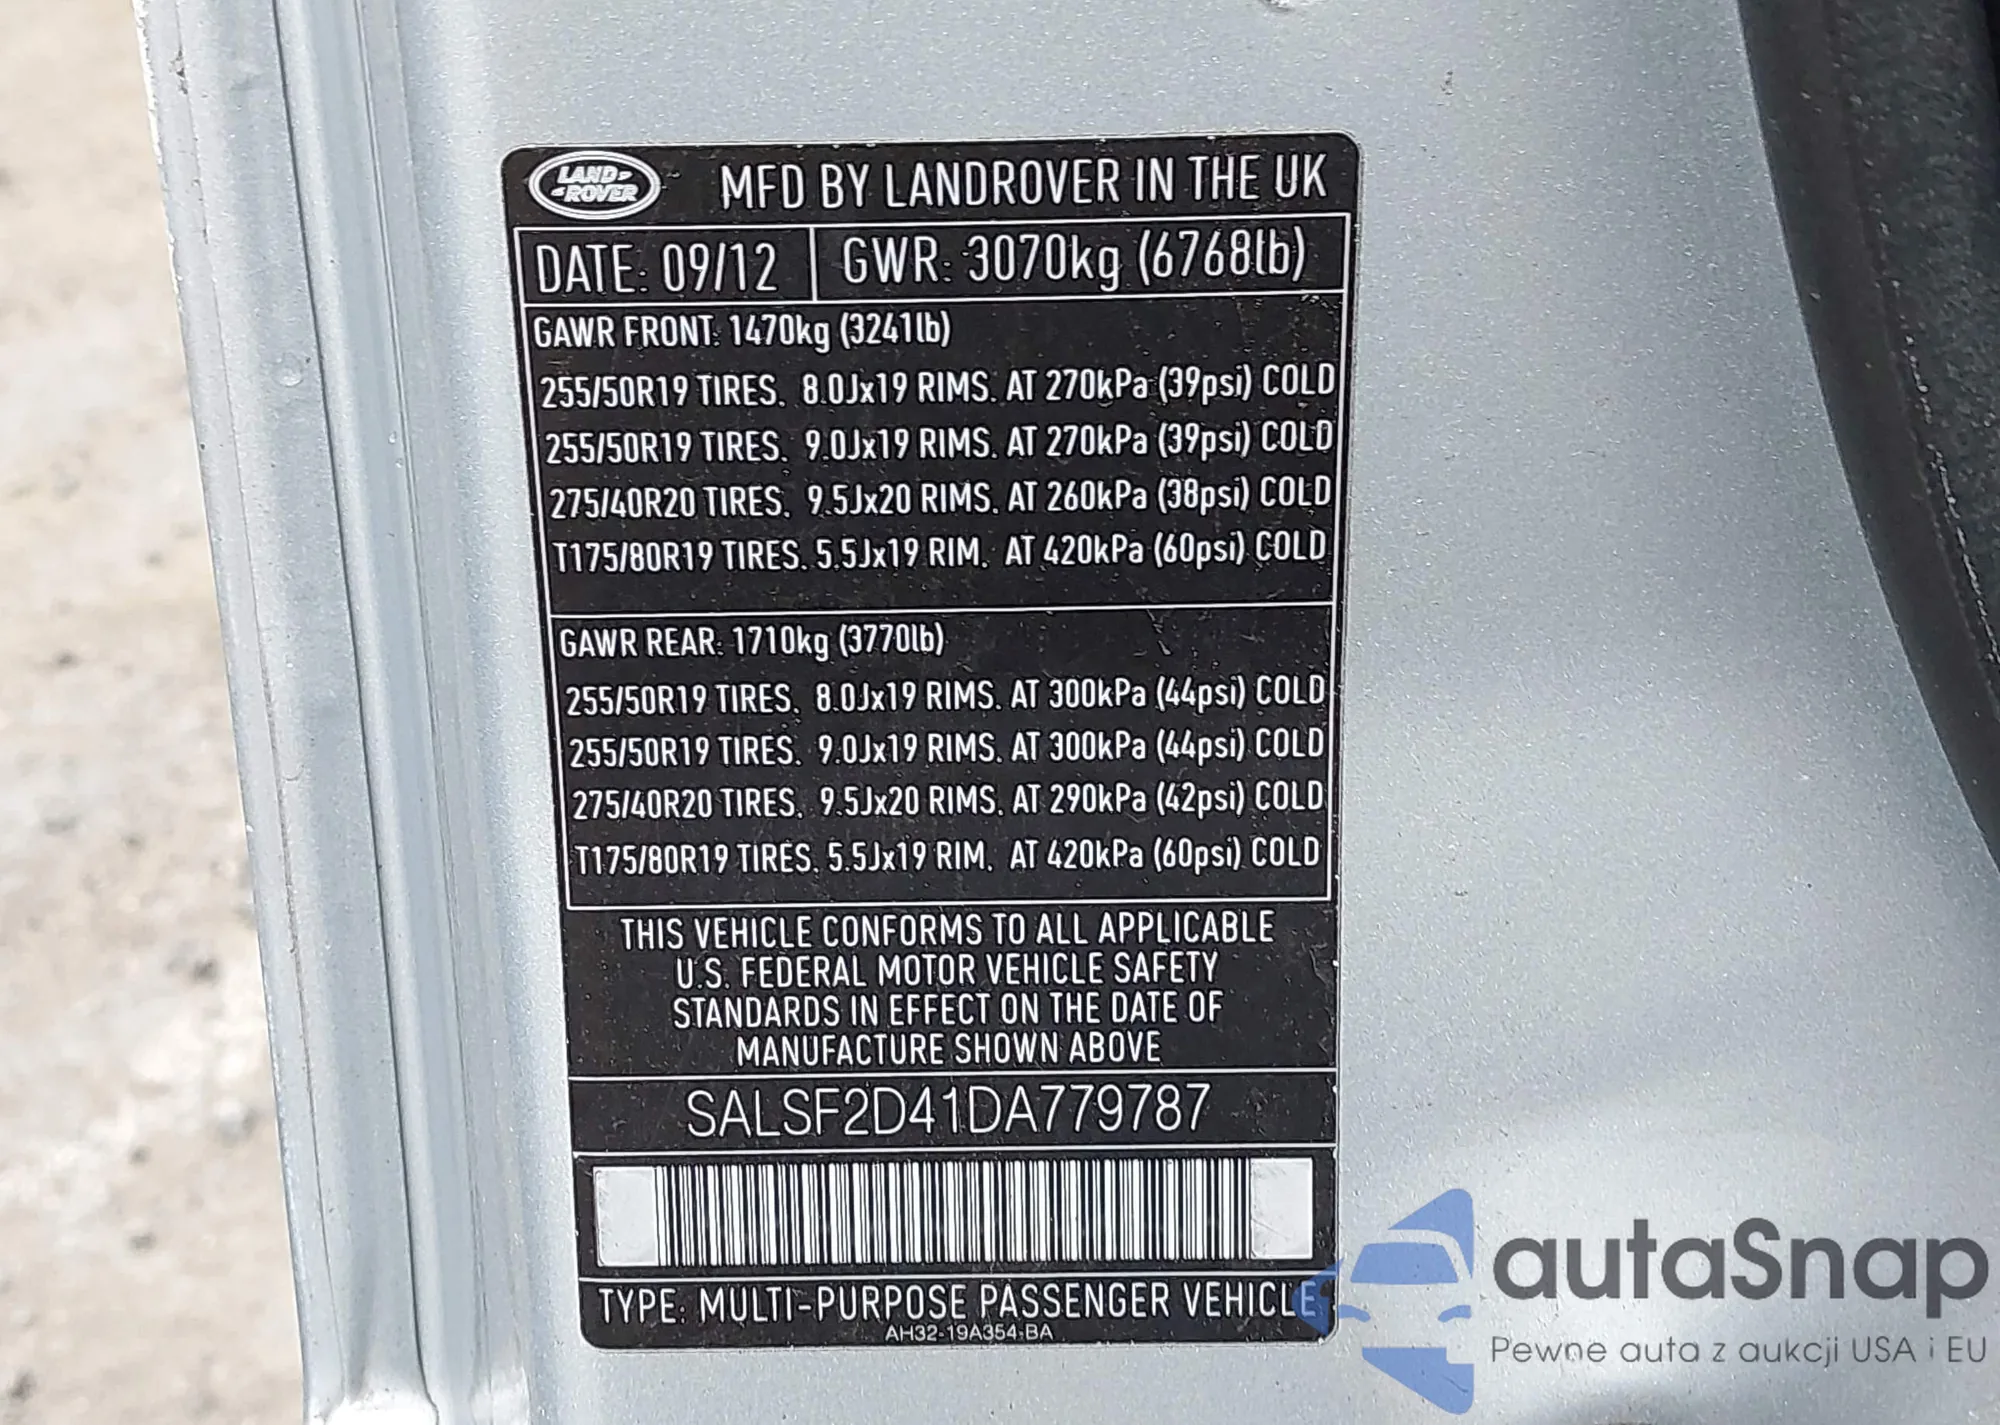 LAND ROVER
MFD BY LANDROVER IN THE UK
DATE: 09/12 GWR: 3070kg (6768lb)
GAWR FRONT: 1470kg (3241lb)
255/50R19 TIRES. 8.0Jx19 RIMS. AT 270kPa (39psi) COLD
255/50R19 TIRES. 9.0Jx19 RIMS. AT 270kPa (39psi) COLD
275/40R20 TIRES. 9.5Jx20 RIMS. AT 260kPa (38psi) COLD
T175/80R19 TIRES. 5.5Jx19 RIM. AT 420kPa (60psi) COLD
GAWR REAR: 1710kg (3770lb)
255/50R19 TIRES. 8.0Jx19 RIMS. AT 300kPa (44psi) COLD
255/50R19 TIRES. 9.0Jx19 RIMS. AT 300kPa (44psi) COLD
275/40R20 TIRES. 9.5Jx20 RIMS. AT 290kPa (42psi) COLD
T175/80R19 TIRES. 5.5Jx19 RIM. AT 420kPa (60psi) COLD
THIS VEHICLE CONFORMS TO ALL APPLICABLE
U.S. FEDERAL MOTOR VEHICLE SAFETY
STANDARDS IN EFFECT ON THE DATE OF
MANUFACTURE SHOWN ABOVE
SALSF2D41DA779787
TYPE: MULTI-PURPOSE PASSENGER VEHICLE
AH32-19A354-BA
autaSnap
Pewne auta z aukcji USA i EU